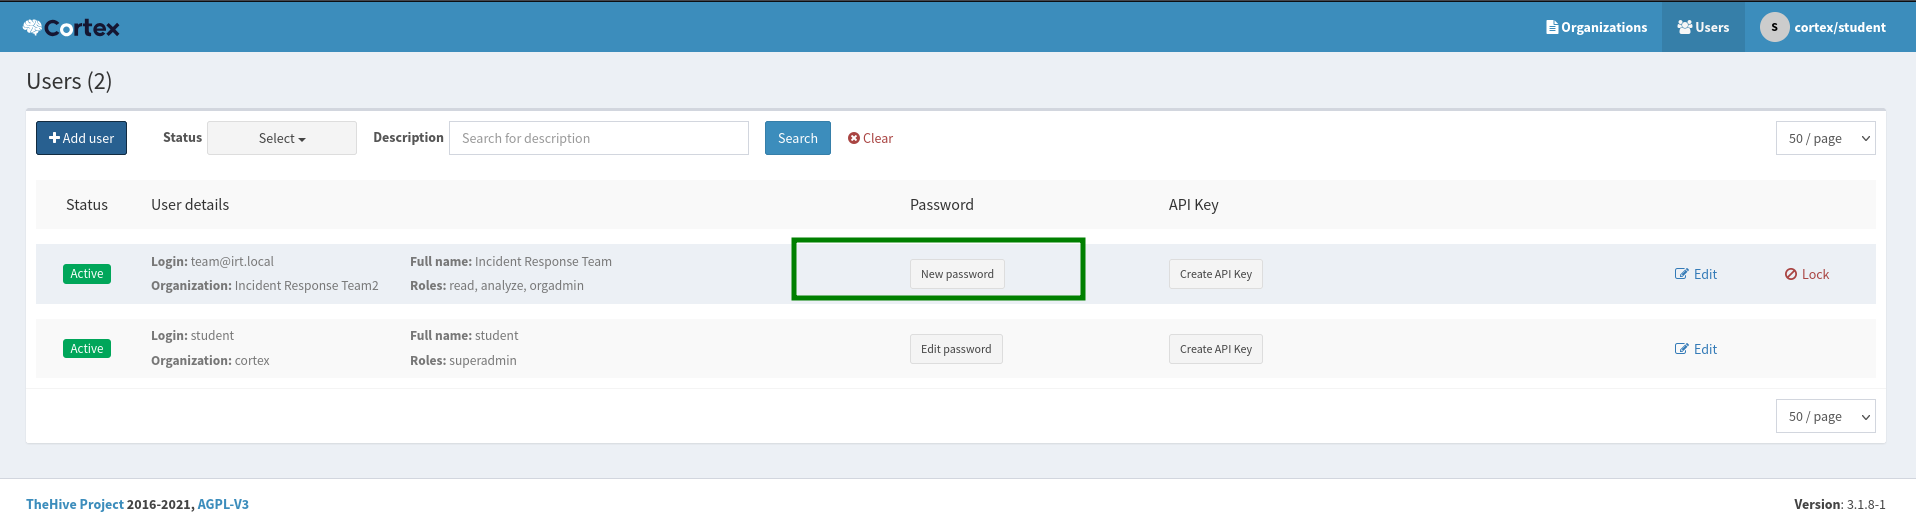 Cortex
Organizations Users S cortex/student
Users (2)
Add user Status Select Description Search for description Search Clear 50 / page
Status User details Password API Key
Active Login: team@irt.local Full name: Incident Response Team New password Create API Key Edit Lock
Organization: Incident Response Team2 Roles: read, analyze, orgadmin
Active Login: student Full name: student Edit password Create API Key Edit
Organization: cortex Roles: superadmin
50 / page
TheHive Project 2016-2021, AGPL-V3 Version: 3.1.8-1